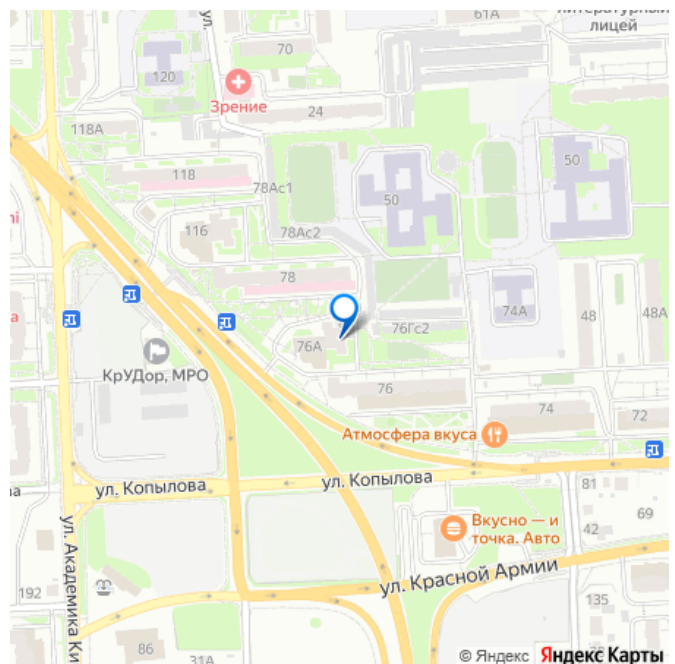 61А
литературный
лицей
ул.
70
120
Зрение
24
118А
118
78Ас1
50
50
116
78Ас2
78
74А
48
48А
76Гс2
76А
КрУДор, МРО
76
74
72
Атмосфера вкуса
ул. Копылова
ул. Копылова
81
69
Вкусно — и
точка. Авто
42
ул. Академика Ки
ул. Красной Армии
192
135
86
31А
© Яндекс
Яндекс Карты